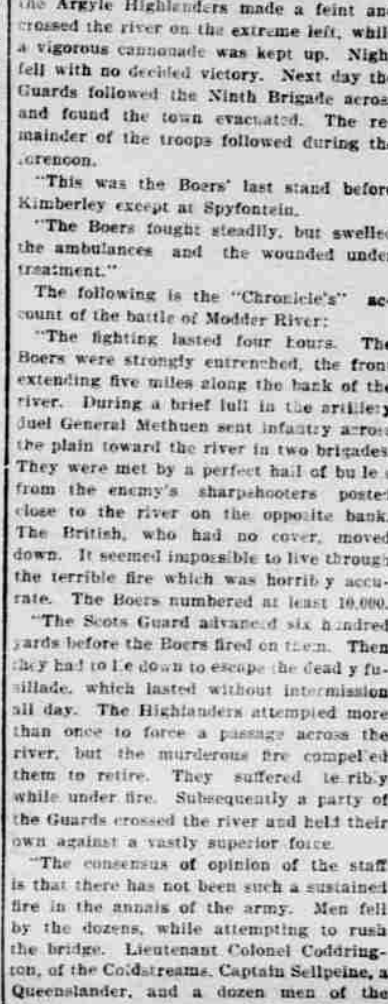 the Argyle Highlanders made a feint an
crossed the river on the extreme left, whil
a vigorous cannonade was kept up. Nigh
fell with no decided victory. Next day th
Guards followed the Ninth Brigade acros
and found the town evacuated. The re
mainder of the troops followed during th
forenoon.
"This was the Boers' last stand before
Kimberley except at Spyfontein.
"The Boers fought steadily, but swelled
the ambulances and the wounded under
treatment."
The following is the "Chronicle's" ac-
count of the battle of Modder River:
"The fighting lasted four hours. The
Boers were strongly entrenched, the front
extending five miles along the bank of the
river. During a brief lull in the artillery
duel General Methuen sent infantry across
the plain toward the river in two brigades
They were met by a perfect hail of bu le
from the enemy's sharpshooters posted
close to the river on the opposite bank.
The British, who had no cover, moved
down. It seemed impossible to live through
the terrible fire which was horrib y accu-
rate. The Boers numbered at least 10,000.
"The Scots Guard advanced six hundred
yards before the Boers fired on them. Then
they had to lie down to escape the dead y fu-
sillade, which lasted without intermission
all day. The Highlanders attempted more
than once to force a passage across the
river, but the murderous fire compelled
them to retire. They suffered te rib.y
while under fire. Subsequently a party of
the Guards crossed the river and held their
own against a vastly superior force.
"The consensus of opinion of the staff
is that there has not been such a sustained
fire in the annals of the army. Men fell
by the dozens, while attempting to rush
the bridge. Lieutenant Colonel Coddring-
ton, of the Coldstreams, Captain Sellpeine, a
Queenslander, and a dozen men of the